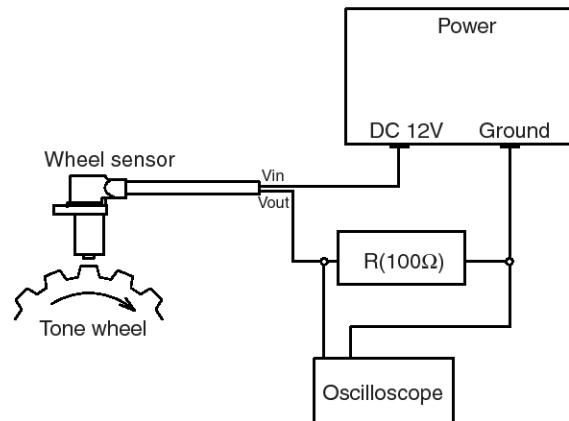 Power
DC 12V Ground
Wheel sensor
Vin
Vout
R(100Ω)
Tone wheel
Oscilloscope